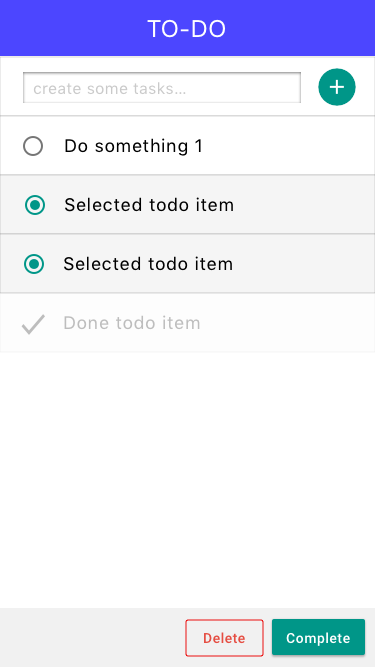 TO-DO
create some tasks...
Do something 1
Selected todo item
Selected todo item
Done todo item
Delete
Complete